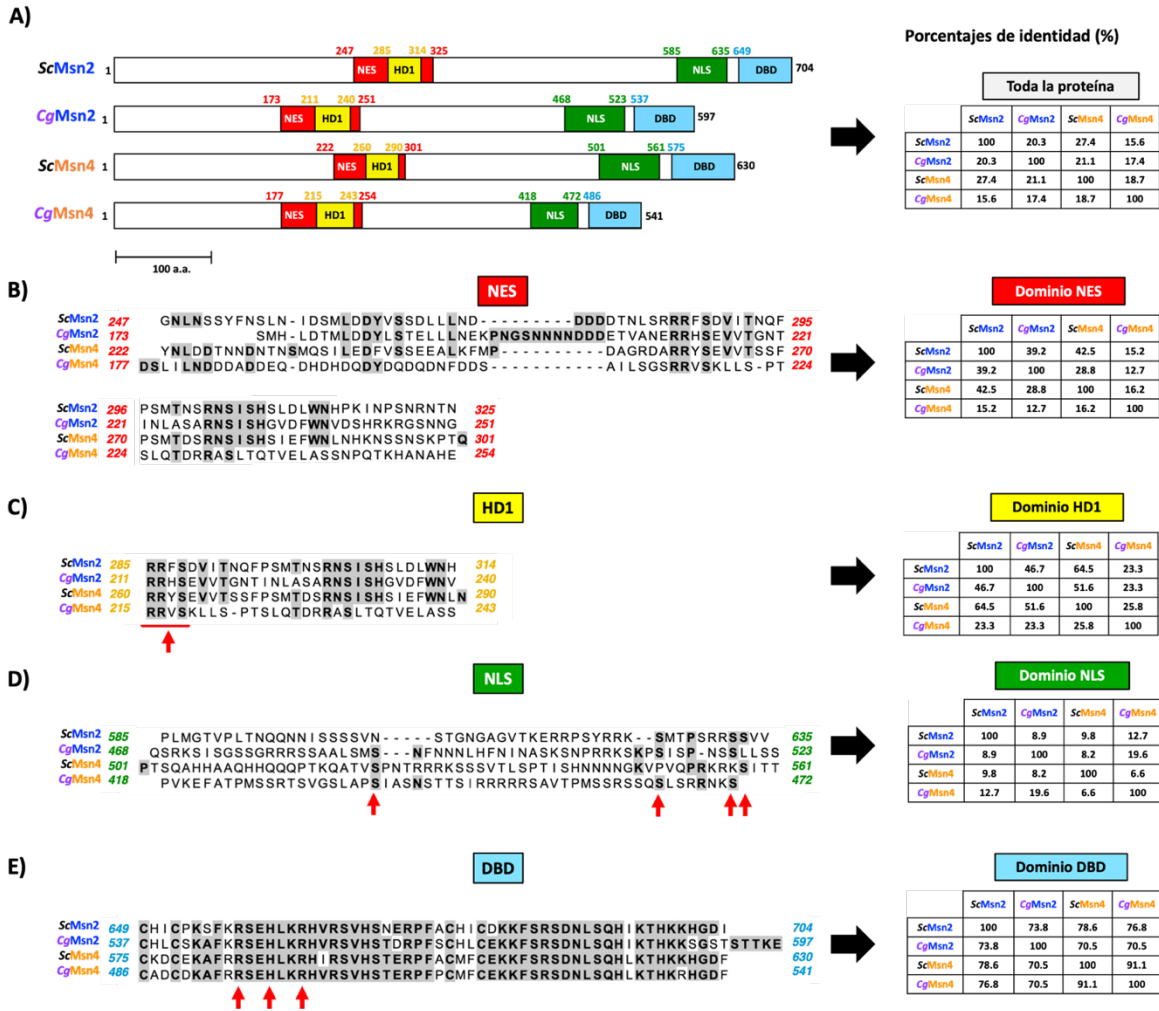 A)
Porcentajes de identidad (%)
247 285 314 325 585 635 649
ScMsn2 1 NES HD1 NLS DBD 704
173 211 240 251 468 523 537
CgMsn2 1 NES HD1 NLS DBD 597
222 260 290 301 501 561 575
ScMsn4 1 NES HD1 NLS DBD 630
177 215 243 254 418 472 486
CgMsn4 1 NES HD1 NLS DBD 541
100 a.a.
Toda la proteína
ScMsn2 CgMsn2 ScMsn4 CgMsn4
ScMsn2 100 20.3 27.4 15.6
CgMsn2 20.3 100 21.1 17.4
ScMsn4 27.4 21.1 100 18.7
CgMsn4 15.6 17.4 18.7 100
B)
NES
ScMsn2 247 GNLNSSYFNSLN-IDSMLDDYVSSDLLLND---------DDDDTNLSRRRFSDVITNQF 295
CgMsn2 173 SMH-LDTMLDDYLSTELLLNEKPNGSNNNNDDDETVANERRHSEVVTGNT 221
ScMsn4 222 YNLDDTNNDNTNSMQSILEDFVSSEEALKFMP----------DAGRDARRYSEVVTSSF 270
CgMsn4 177 DSLILNDDDADDDEQDHDHDQDYDQDQDNFDDS---------AILSGSRRVSKLLS-PT 224
ScMsn2 296 PSMTNSRNSISHSLDLWNHPKINPSNRNTN 325
CgMsn2 221 INLASARNSISHGVDFWNVDSHRKRGSNNG 251
ScMsn4 270 PSMTDSRNSISHSIEFWNLNHKNSSNSKPTQ 301
CgMsn4 224 SLQTDRRASLTQTVELASSNPQTKHANAHE 254
Dominio NES
ScMsn2 CgMsn2 ScMsn4 CgMsn4
ScMsn2 100 39.2 42.5 15.2
CgMsn2 39.2 100 28.8 12.7
ScMsn4 42.5 28.8 100 16.2
CgMsn4 15.2 12.7 16.2 100
C)
HD1
ScMsn2 285 RRFSDVITNQFPSMTNSRNSISHSLDLWNH 314
CgMsn2 211 RRHSEVVTGNTINLASARNSISHGVDFWNV 240
ScMsn4 260 RRYSEVVTSSFPSMTDSRNSISHSIEFWNLN 290
CgMsn4 215 RRVSKLLS-PTSLQTDRRASLTQTVELASS 243
Dominio HD1
ScMsn2 CgMsn2 ScMsn4 CgMsn4
ScMsn2 100 46.7 64.5 23.3
CgMsn2 46.7 100 51.6 23.3
ScMsn4 64.5 51.6 100 25.8
CgMsn4 23.3 23.3 25.8 100
D)
NLS
ScMsn2 585 PLMGTVPLTNQQNNISSSSVN-----STGNGAGVTKERRPSYRRK--SMTPSRRSSVV 635
CgMsn2 468 QSRKSISGSSSGRRRSSAALSMS--NFNNNLHFNINASKSNPRRKSKPSISP-NSSLLSS 523
ScMsn4 501 PTSQAHHAAQHHQQQPTKQATVSPNTRRRKSSSVTLSPTISHNNNNGKVPVQPRKRKSITT 561
CgMsn4 418 PVKEFATPMSSRTSVGSLAPSIASNSTTSIRRRRRSAVTPMSSRSSQSLSRRNKS 472
Dominio NLS
ScMsn2 CgMsn2 ScMsn4 CgMsn4
ScMsn2 100 8.9 9.8 12.7
CgMsn2 8.9 100 8.2 19.6
ScMsn4 9.8 8.2 100 6.6
CgMsn4 12.7 19.6 6.6 100
E)
DBD
ScMsn2 649 CHICPKSFKRSEHLKRHVRSVHSNERPFACHICDKKFSRSDNLSQHIKTHKKHGDI 704
CgMsn2 537 CHLCSKAFKRSEHLKRHVRSVHSTDRPFSCHLCEKKFSRSDNLSQHIKTHKKSGSTSTTKE 597
ScMsn4 575 CKDCEKAFRRSEHLKRHIRSVHSTERPFACMFCEKKFSRSDNLSQHLKTHKKHGDF 630
CgMsn4 486 CADCDKAFRRSEHLKRHVRSVHSTERPFPCMFCEKKFSRSDNLSQHLKTHKRHGDF 541
Dominio DBD
ScMsn2 CgMsn2 ScMsn4 CgMsn4
ScMsn2 100 73.8 78.6 76.8
CgMsn2 73.8 100 70.5 70.5
ScMsn4 78.6 70.5 100 91.1
CgMsn4 76.8 70.5 91.1 100